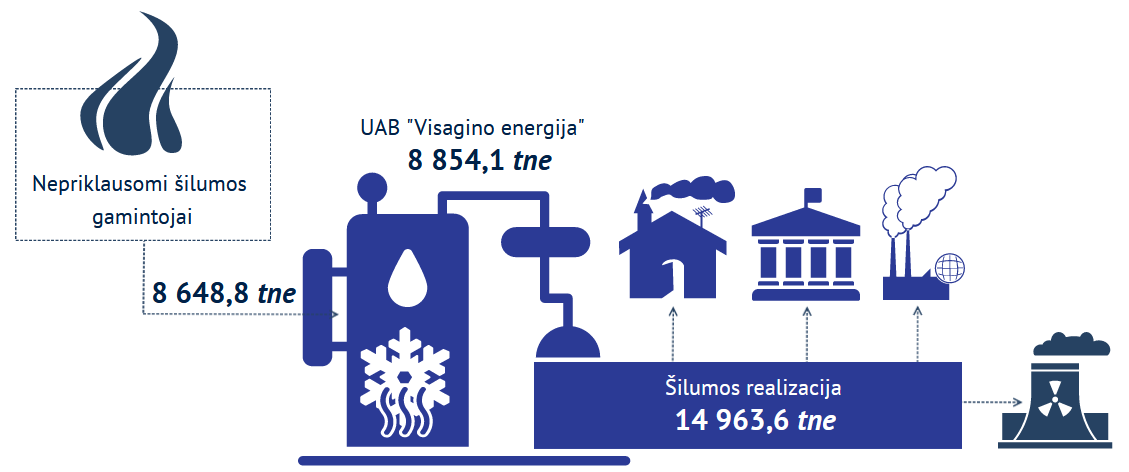 Nepriklausomi šilumos
gamintojai
8 648,8 tne
UAB "Visagino energija"
8 854,1 tne
Šilumos realizacija
14 963,6 tne